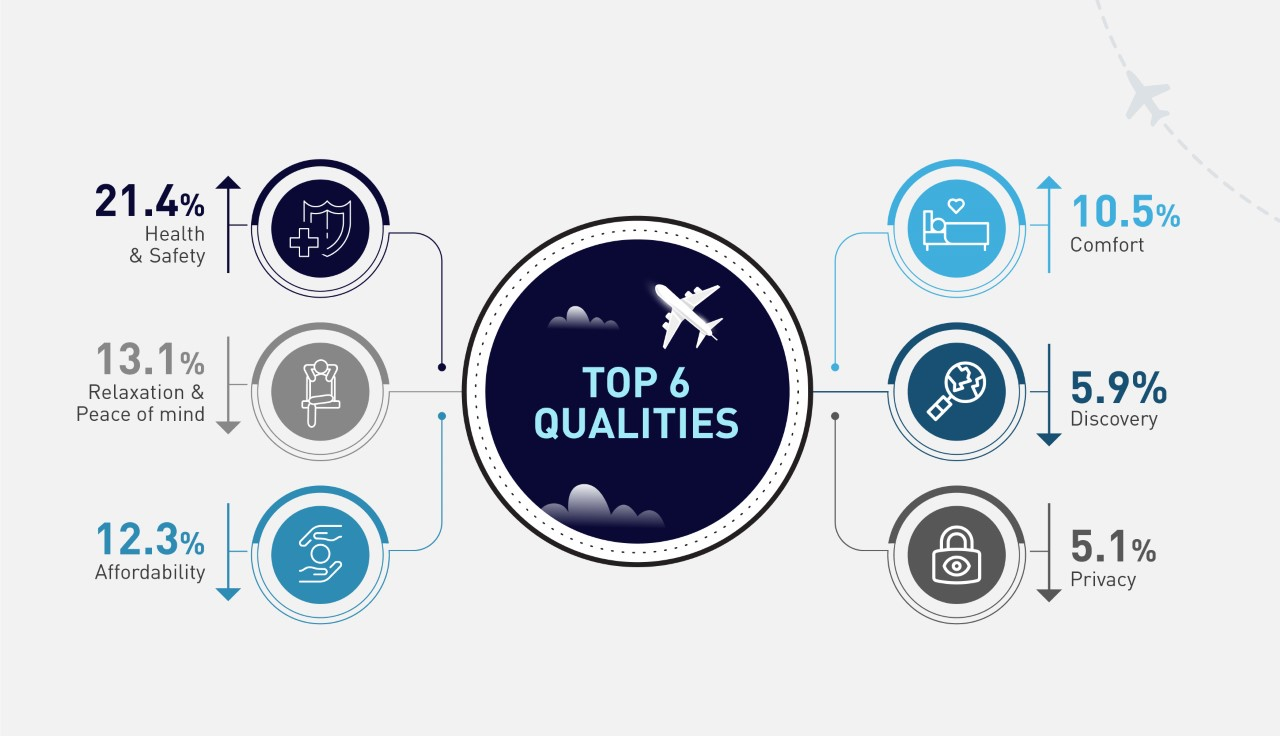 21.4%
Health
& Safety
13.1%
Relaxation &
Peace of mind
12.3%
Affordability
TOP 6
QUALITIES
10.5%
Comfort
5.9%
Discovery
5.1%
Privacy